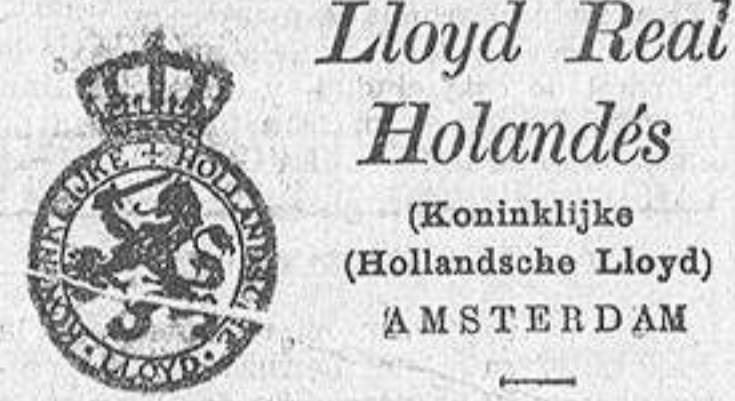 Lloyd Real
Holandés
(Koninklijke
(Hollandsche Lloyd)
AMSTERDAM
KONINKLIJKE + HOLLANDSCHE
· LLOYD ·